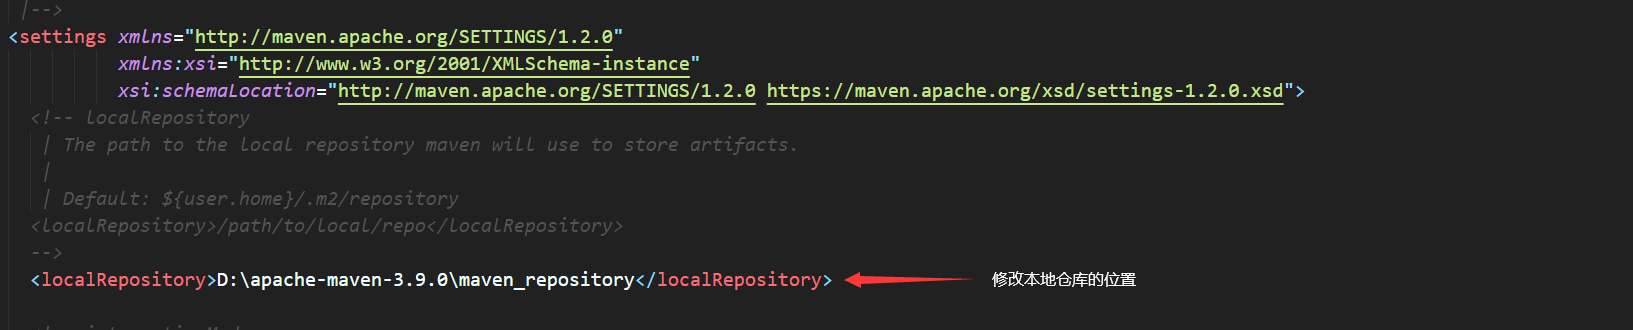 |-->
<settings xmlns="http://maven.apache.org/SETTINGS/1.2.0"
xmlns:xsi="http://www.w3.org/2001/XMLSchema-instance"
xsi:schemaLocation="http://maven.apache.org/SETTINGS/1.2.0 https://maven.apache.org/xsd/settings-1.2.0.xsd">
<!-- localRepository
| The path to the local repository maven will use to store artifacts.
|
| Default: ${user.home}/.m2/repository
<localRepository>/path/to/local/repo</localRepository>
-->
<localRepository>D:\apache-maven-3.9.0\maven_repository</localRepository> 修改本地仓库的位置